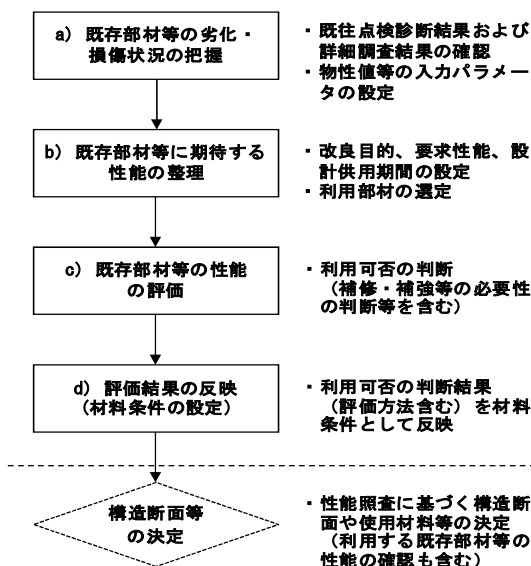 a) 既存部材等の劣化・
損傷状況の把握
・既往点検診断結果および
詳細調査結果の確認
・物性値等の入力パラメー
タの設定
b) 既存部材等に期待する
性能の整理
・改良目的、要求性能、設
計供用期間の設定
・利用部材の選定
c) 既存部材等の性能
の評価
・利用可否の判断
（補修・補強等の必要性
の判断等を含む）
d) 評価結果の反映
（材料条件の設定）
・利用可否の判断結果
（評価方法含む）を材料
条件として反映
構造断面等
の決定
・性能照査に基づく構造断
面や使用材料等の決定
（利用する既存部材等の
性能の確認も含む）